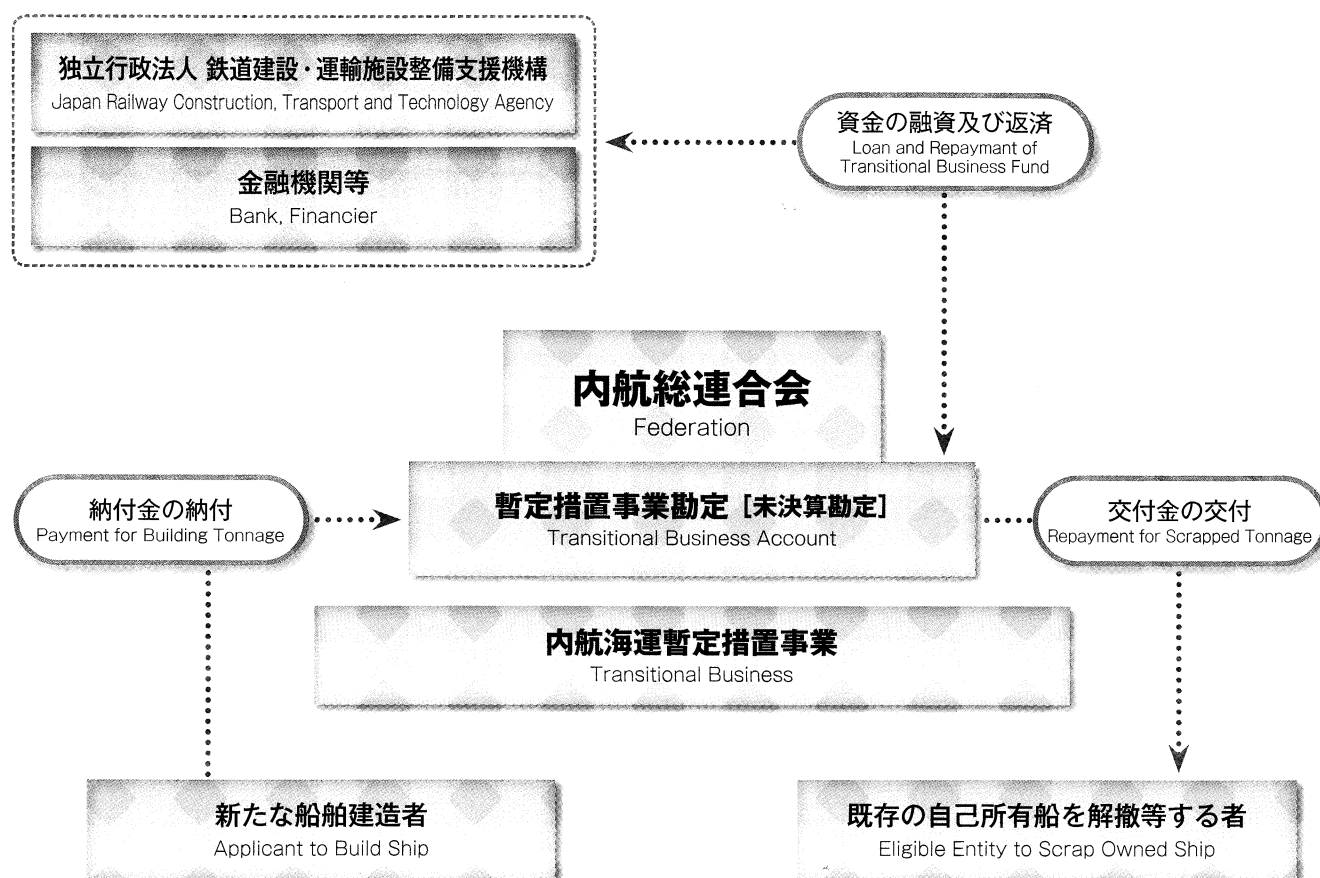 独立行政法人 鉄道建設・運輸施設整備支援機構
Japan Railway Construction, Transport and Technology Agency
金融機関等
Bank, Financier
資金の融資及び返済
Loan and Repayment of
Transitional Business Fund
内航総連合会
Federation
納付金の納付
Payment for Building Tonnage
暫定措置事業勘定［未決算勘定］
Transitional Business Account
交付金の交付
Repayment for Scrapped Tonnage
内航海運暫定措置事業
Transitional Business
新たな船舶建造者
Applicant to Build Ship
既存の自己所有船を解撤等する者
Eligible Entity to Scrap Owned Ship